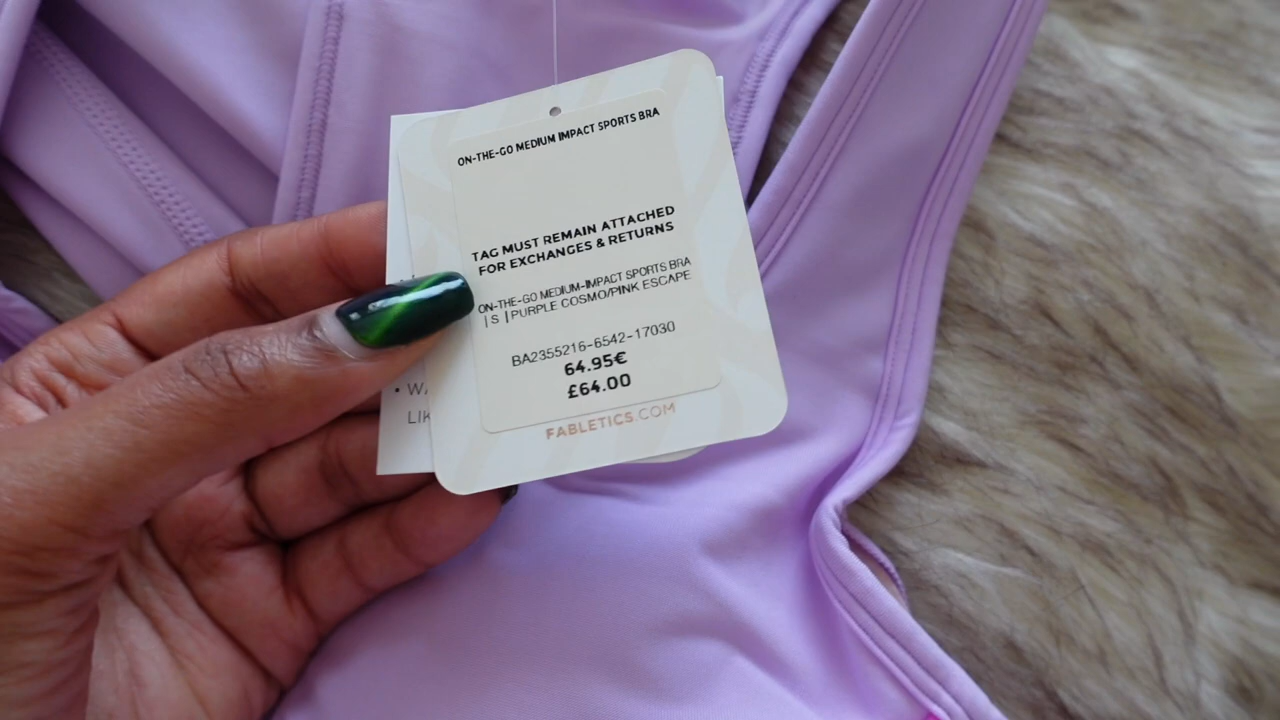 ON-THE-GO MEDIUM IMPACT SPORTS BRA
TAG MUST REMAIN ATTACHED
FOR EXCHANGES & RETURNS
ON-THE-GO MEDIUM-IMPACT SPORTS BRA
| S | PURPLE COSMO/PINK ESCAPE
BA2355216-6542-17030
64.95€
£64.00
FABLETICS.COM